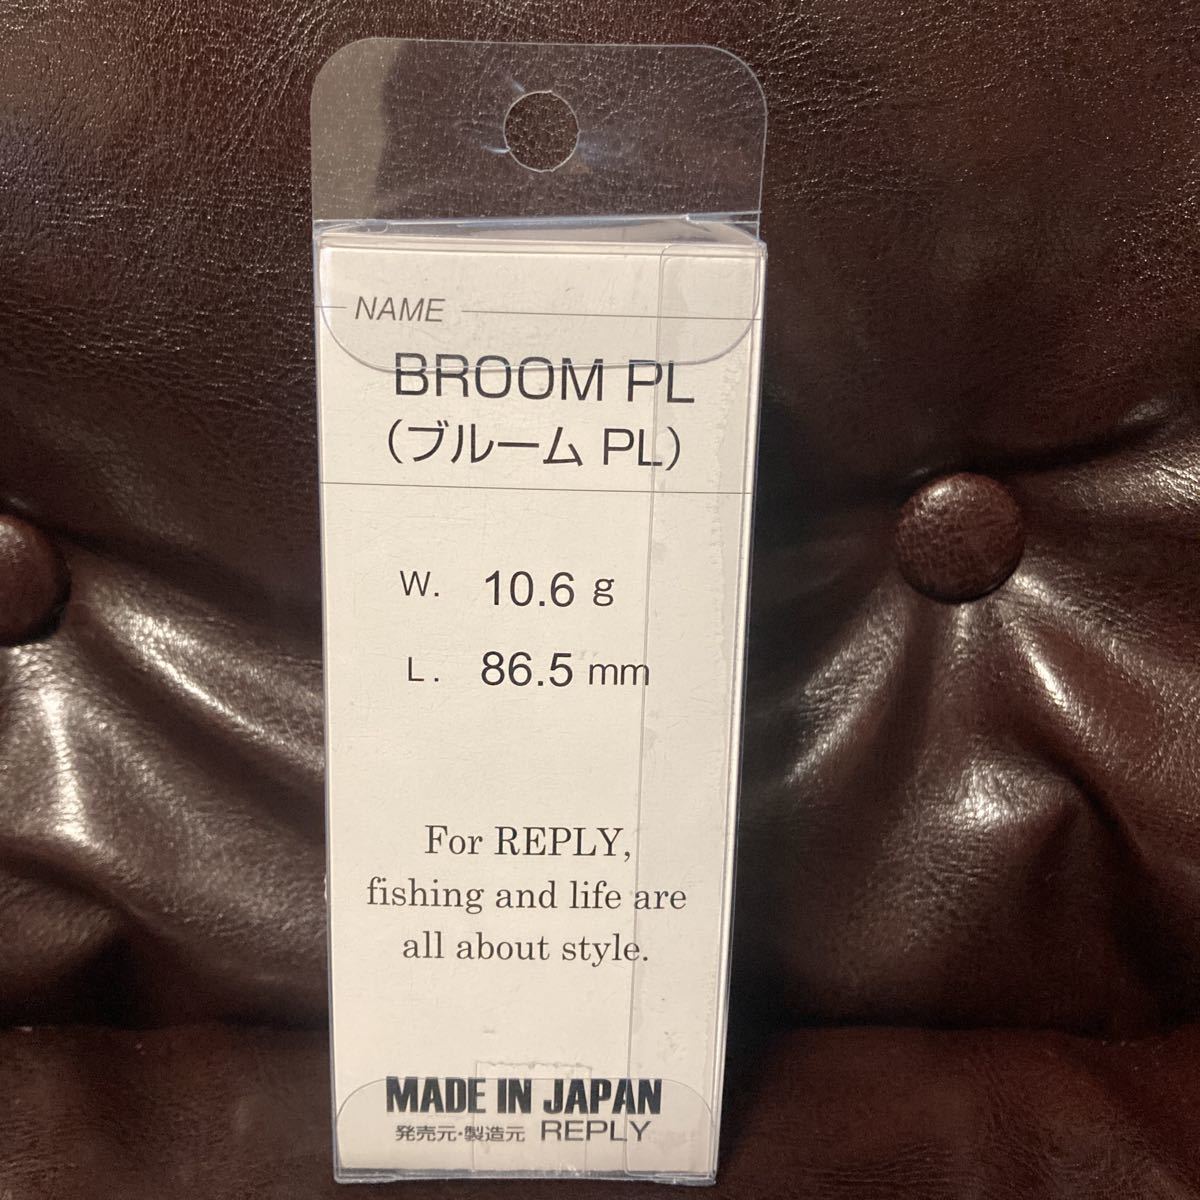 NAME
BROOM PL
（ブルーム PL）
W. 10.6 g
L. 86.5 mm
For REPLY,
fishing and life are
all about style.
MADE IN JAPAN
発売元・製造元 REPLY